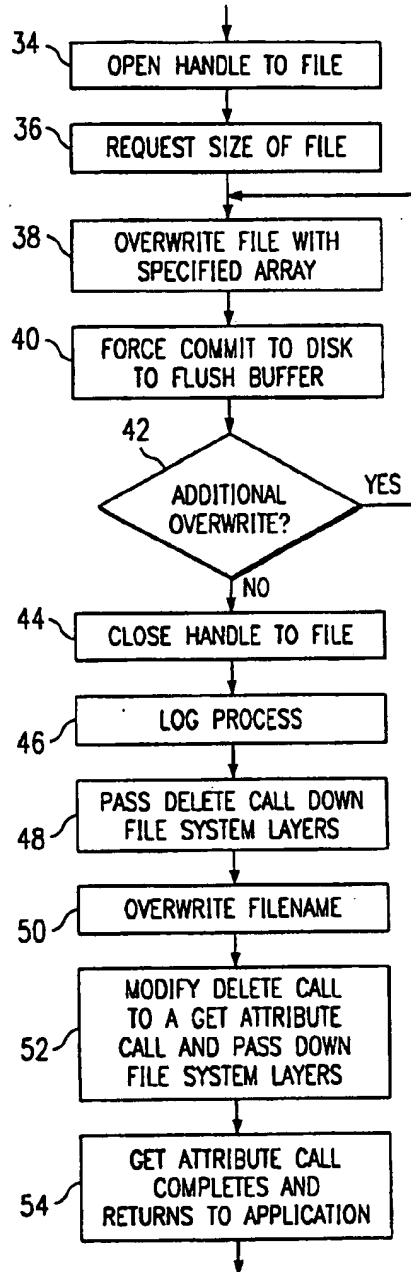 34
OPEN HANDLE TO FILE
36
REQUEST SIZE OF FILE
38
OVERWRITE FILE WITH
SPECIFIED ARRAY
40
FORCE COMMIT TO DISK
TO FLUSH BUFFER
42
ADDITIONAL
OVERWRITE?
YES
NO
44
CLOSE HANDLE TO FILE
46
LOG PROCESS
48
PASS DELETE CALL DOWN
FILE SYSTEM LAYERS
50
OVERWRITE FILENAME
52
MODIFY DELETE CALL
TO A GET ATTRIBUTE
CALL AND PASS DOWN
FILE SYSTEM LAYERS
54
GET ATTRIBUTE CALL
COMPLETES AND
RETURNS TO APPLICATION